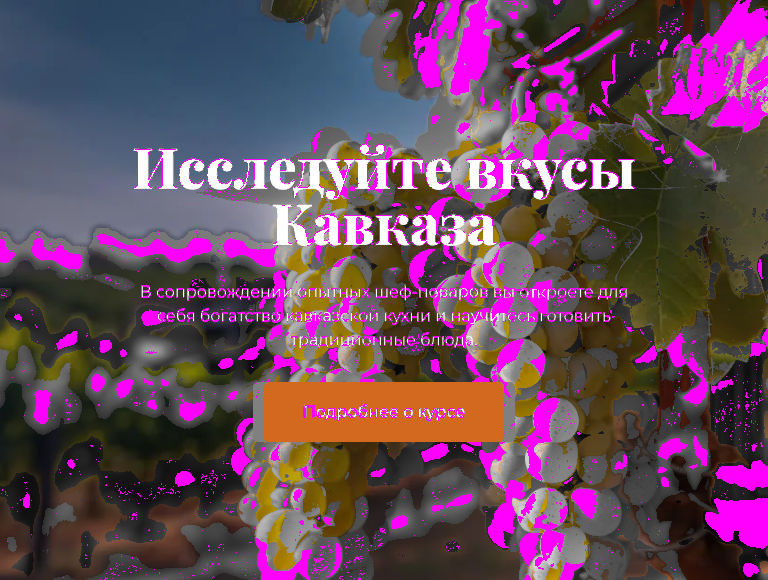 Исследуйте вкусы
Кавказа
В сопровождении опытных шеф-поваров вы откроете для
себя богатство кавказской кухни и научитесь готовить
традиционные блюда.
Подробнее о курсе